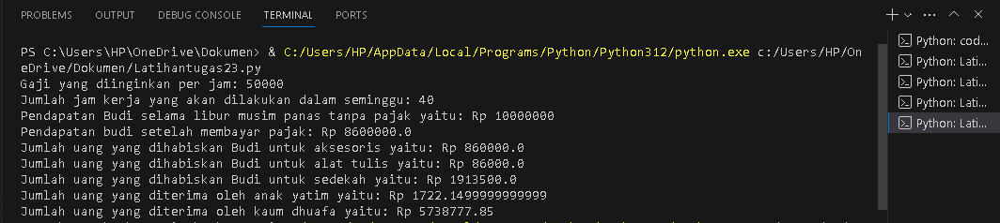 PROBLEMS OUTPUT DEBUG CONSOLE TERMINAL PORTS
PS C:\Users\HP\OneDrive\Dokumen> & C:/Users/HP/AppData/Local/Programs/Python/Python312/python.exe c:/Users/HP/On
eDrive/Dokumen/Latihantugas23.py
Gaji yang diinginkan per jam: 50000
Jumlah jam kerja yang akan dilakukan dalam seminggu: 40
Pendapatan Budi selama libur musim panas tanpa pajak yaitu: Rp 10000000
Pendapatan budi setelah membayar pajak: Rp 8600000.0
Jumlah uang yang dihabiskan Budi untuk aksesoris yaitu: Rp 860000.0
Jumlah uang yang dihabiskan Budi untuk alat tulis yaitu: Rp 86000.0
Jumlah uang yang dihabiskan Budi untuk sedekah yaitu: Rp 1913500.0
Jumlah uang yang diterima oleh anak yatim yaitu: Rp 1722.1499999999999
Jumlah uang yang diterima oleh kaum dhuafa yaitu: Rp 5738777.85
Python: cod...
Python: Lati...
Python: Lati...
Python: Lati...
Python: Lati...